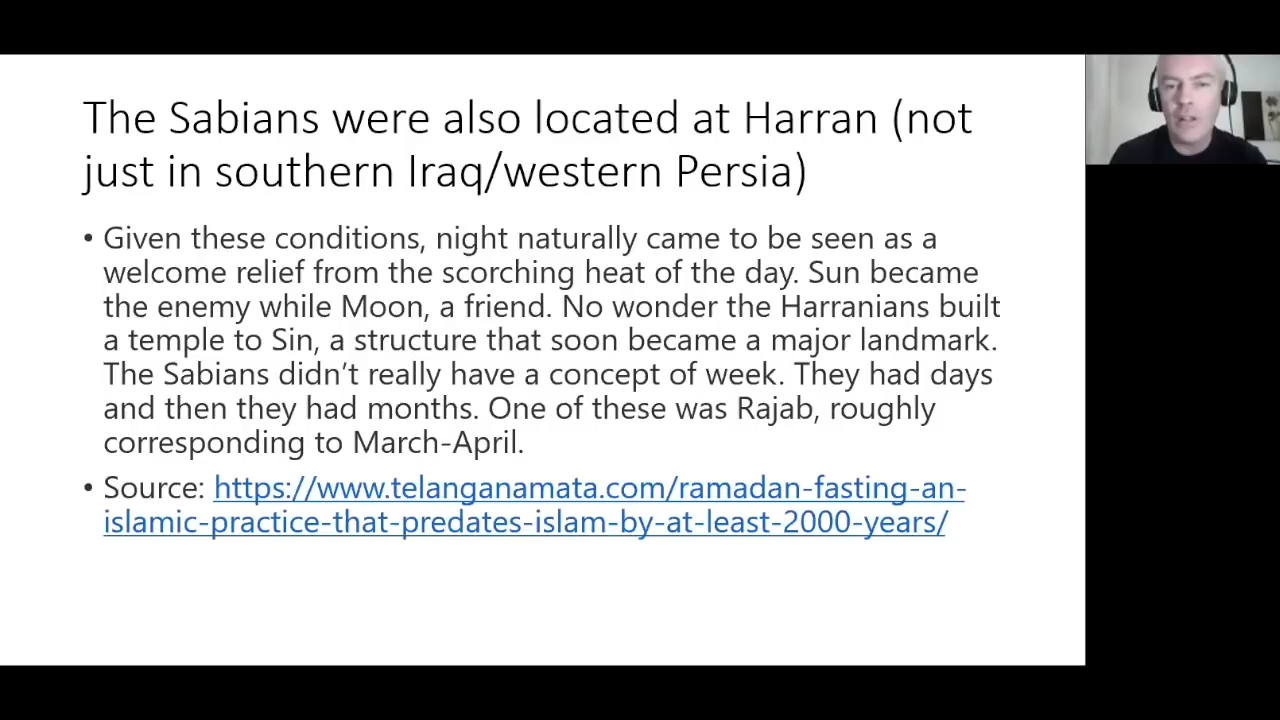 The Sabians were also located at Harran (not
just in southern Iraq/western Persia)
• Given these conditions, night naturally came to be seen as a
welcome relief from the scorching heat of the day. Sun became
the enemy while Moon, a friend. No wonder the Harranians built
a temple to Sin, a structure that soon became a major landmark.
The Sabians didn’t really have a concept of week. They had days
and then they had months. One of these was Rajab, roughly
corresponding to March-April.
• Source: https://www.telanganamata.com/ramadan-fasting-an-
islamic-practice-that-predates-islam-by-at-least-2000-years/